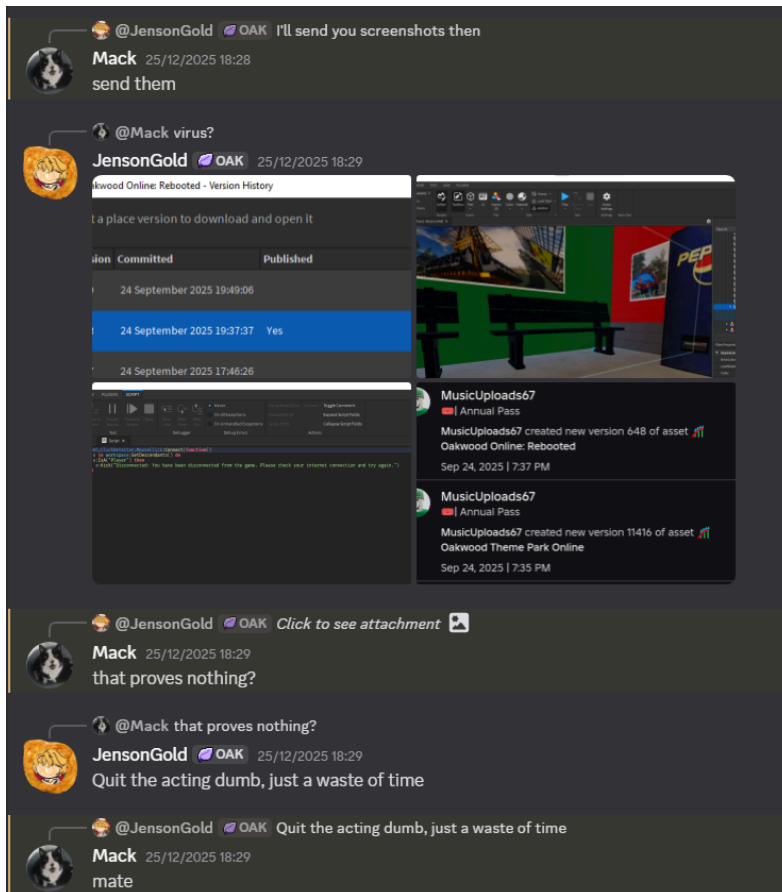 @JensonGold OAK I'll send you screenshots then
Mack 25/12/2025 18:28
send them
@Mack virus?
JensonGold OAK 25/12/2025 18:29
kwood Online: Rebooted - Version History
t a place version to download and open it
sion Committed Published
24 September 2025 19:49:06
24 September 2025 19:37:37 Yes
24 September 2025 17:46:26
PEP
SCRIPT
Script
MusicUploads67
| Annual Pass
MusicUploads67 created new version 648 of asset
Oakwood Online: Rebooted
Sep 24, 2025 | 7:37 PM
MusicUploads67
| Annual Pass
MusicUploads67 created new version 11416 of asset
Oakwood Theme Park Online
Sep 24, 2025 | 7:35 PM
@JensonGold OAK Click to see attachment
Mack 25/12/2025 18:29
that proves nothing?
@Mack that proves nothing?
JensonGold OAK 25/12/2025 18:29
Quit the acting dumb, just a waste of time
@JensonGold OAK Quit the acting dumb, just a waste of time
Mack 25/12/2025 18:29
mate